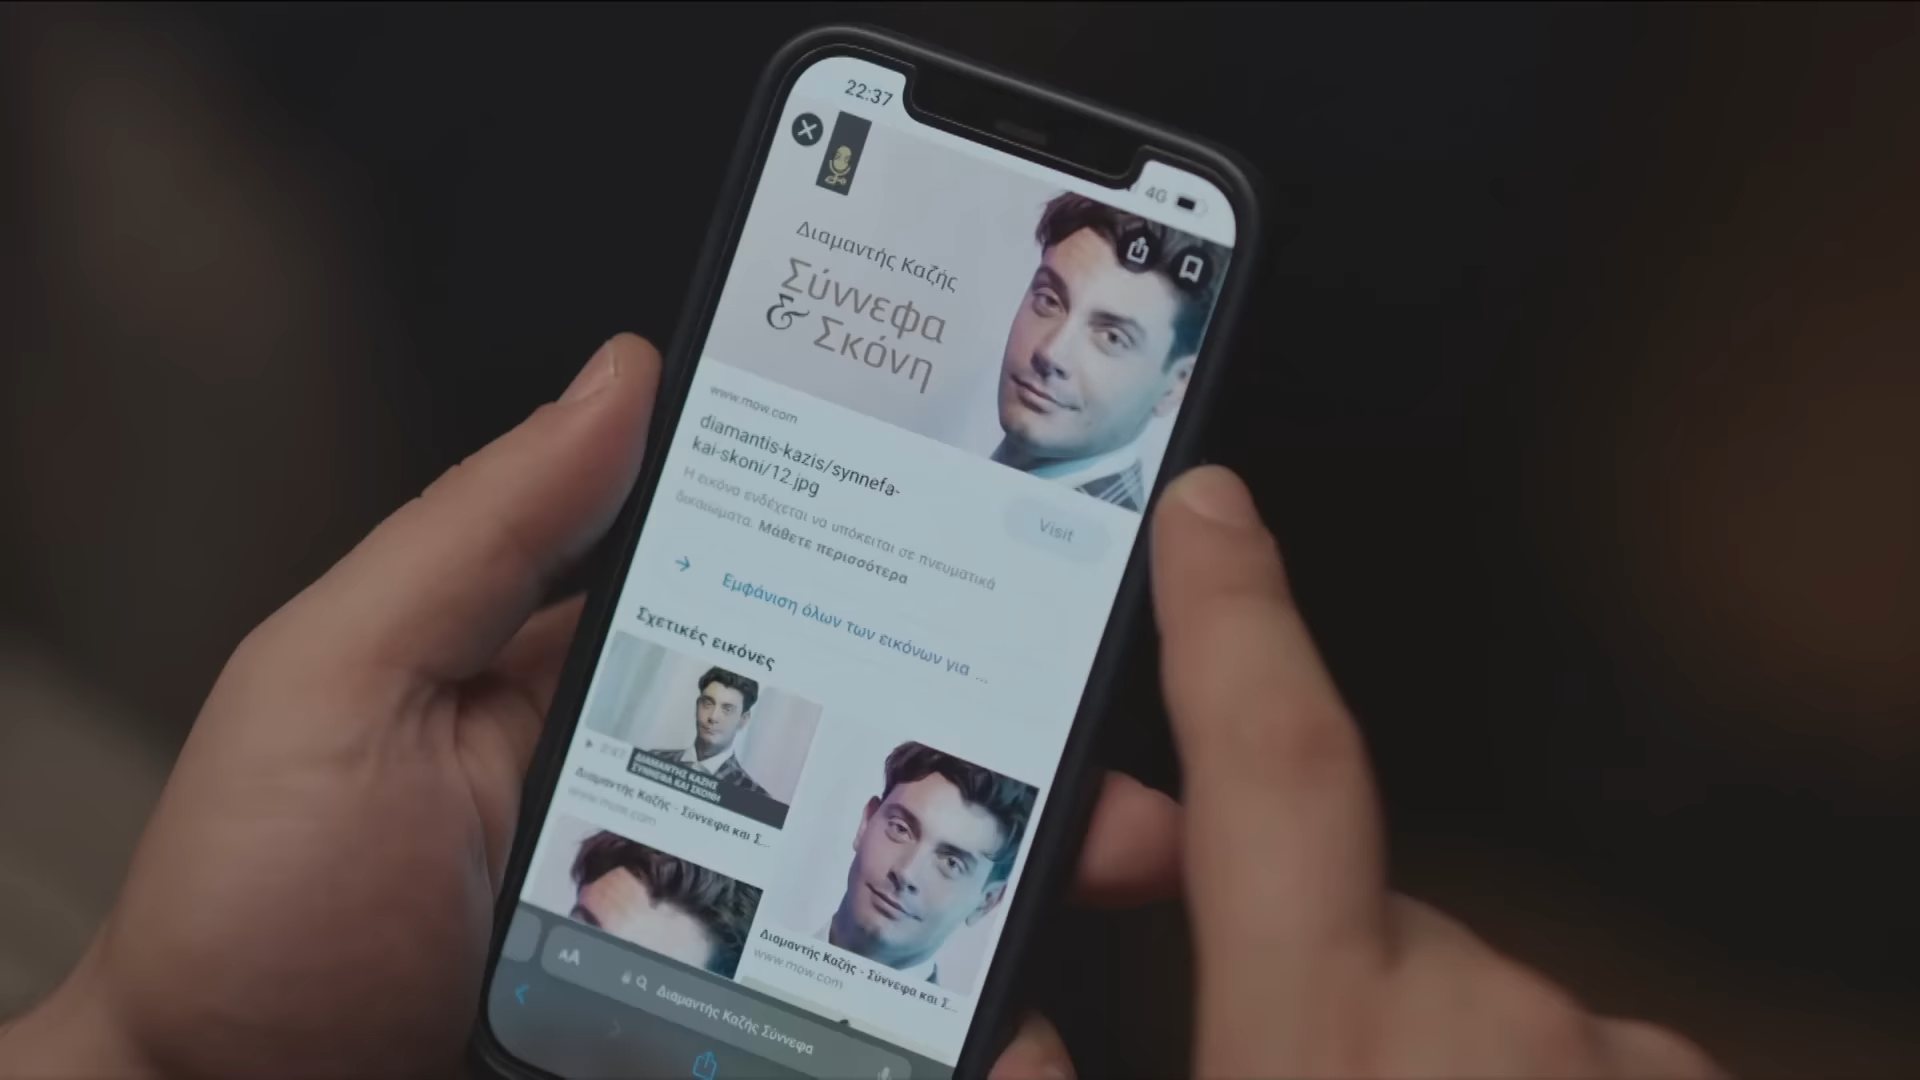 22:37
4G
Διαμαντής Καζής
Σύννεφα
& Σκόνη
www.mow.com
diamantis-kazis/synnefa-
kai-skoni/12.jpg
Visit
Η εικόνα ενδέχεται να υπόκειται σε πνευματικά
δικαιώματα. Μάθετε περισσότερα
Εμφάνιση όλων των εικόνων για ...
Σχετικές εικόνες
ΔΙΑΜΑΝΤΗΣ ΚΑΖΗΣ
ΣΥΝΝΕΦΑ ΚΑΙ ΣΚΟΝΗ
Διαμαντής Καζής - Σύννεφα και Σ...
www.mow.com
Διαμαντής Καζής - Σύννεφα και Σ...
www.mow.com
AA
Διαμαντής Καζής Σύννεφα